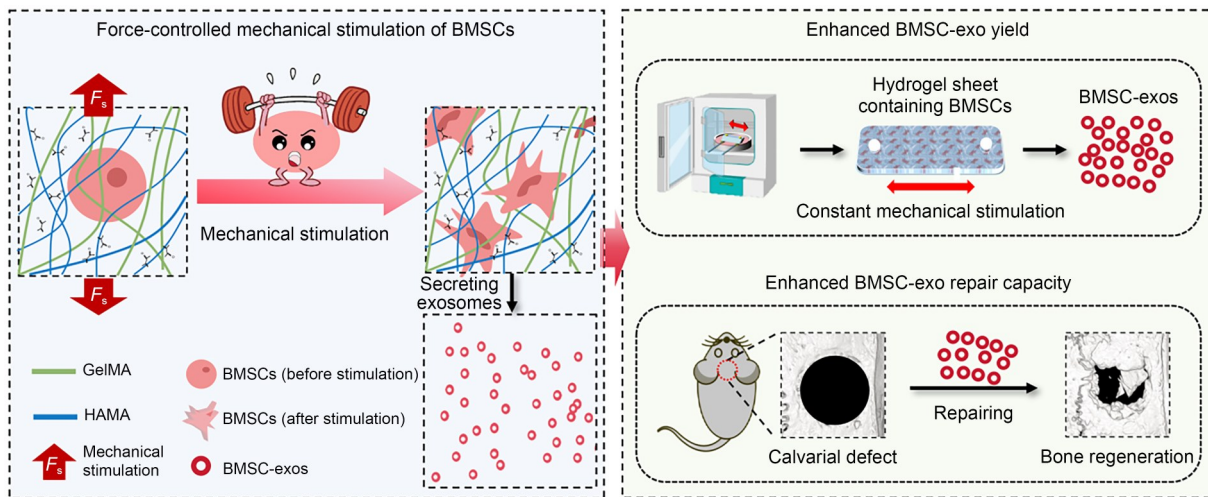 Force-controlled mechanical stimulation of BMSCs
Fs
Mechanical stimulation
Fs
Secreting
exosomes
GelMA
HAMA
Fs
Mechanical
stimulation
BMSCs (before stimulation)
BMSCs (after stimulation)
BMSC-exos
Enhanced BMSC-exo yield
Hydrogel sheet
containing BMSCs
BMSC-exos
Constant mechanical stimulation
Enhanced BMSC-exo repair capacity
Repairing
Calvarial defect
Bone regeneration